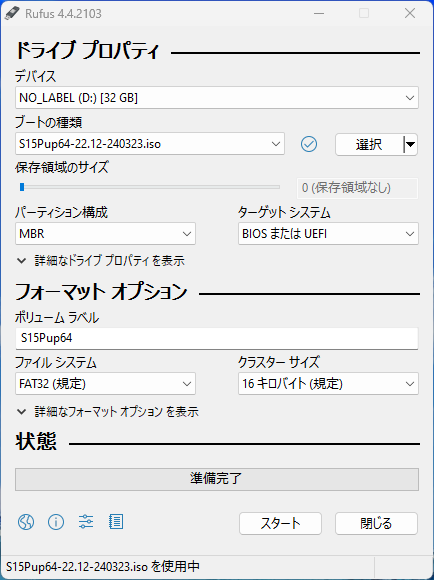 Rufus 4.4.2103
ドライブ プロパティ
デバイス
NO_LABEL (D:) [32 GB]
ブートの種類
S15Pup64-22.12-240323.iso
選択
保存領域のサイズ
0 (保存領域なし)
パーティション構成 ターゲット システム
MBR BIOS または UEFI
詳細なドライブ プロパティを表示
フォーマット オプション
ボリューム ラベル
S15Pup64
ファイル システム クラスター サイズ
FAT32 (規定) 16 キロバイト (規定)
詳細なフォーマット オプション を表示
状態
準備完了
スタート 閉じる
S15Pup64-22.12-240323.iso を使用中